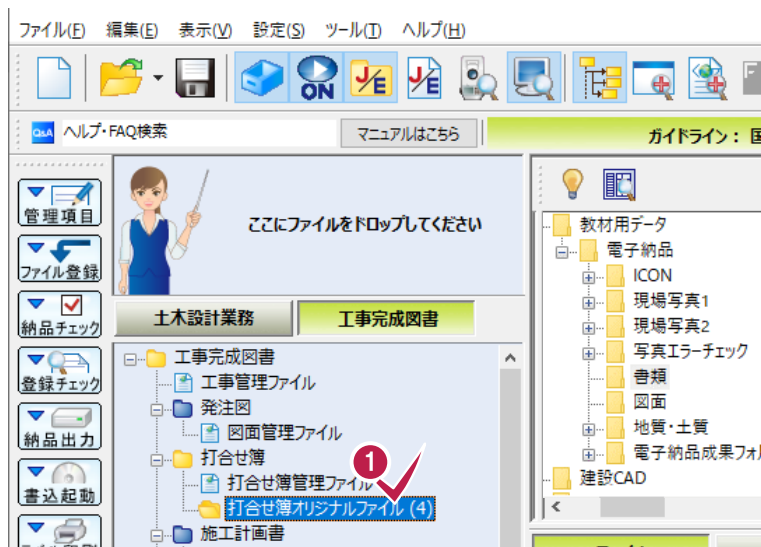 ファイル(F) 編集(E) 表示(V) 設定(S) ツール(T) ヘルプ(H)
ON J/E J/E
Q&A ヘルプ・FAQ検索 マニュアルはこちら ガイドライン：
管理項目
ファイル登録
納品チェック
登録チェック
納品出力
書込起動
ここにファイルをドロップしてください
土木設計業務 工事完成図書
工事完成図書
工事管理ファイル
発注図
図面管理ファイル
打合せ簿
打合せ簿管理ファイル
1
打合せ簿オリジナルファイル (4)
施工計画書
教材用データ
電子納品
ICON
現場写真1
現場写真2
写真エラーチェック
書類
図面
地質・土質
電子納品成果フォ
建設CAD